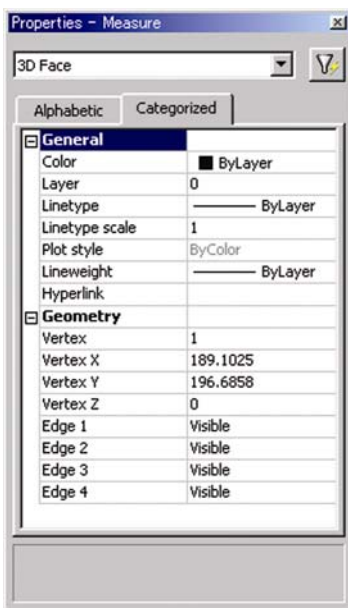 Properties - Measure
3D Face
Alphabetic Categorized
General
Color ByLayer
Layer 0
Linetype ByLayer
Linetype scale 1
Plot style ByColor
Lineweight ByLayer
Hyperlink
Geometry
Vertex 1
Vertex X 189.1025
Vertex Y 196.6858
Vertex Z 0
Edge 1 Visible
Edge 2 Visible
Edge 3 Visible
Edge 4 Visible